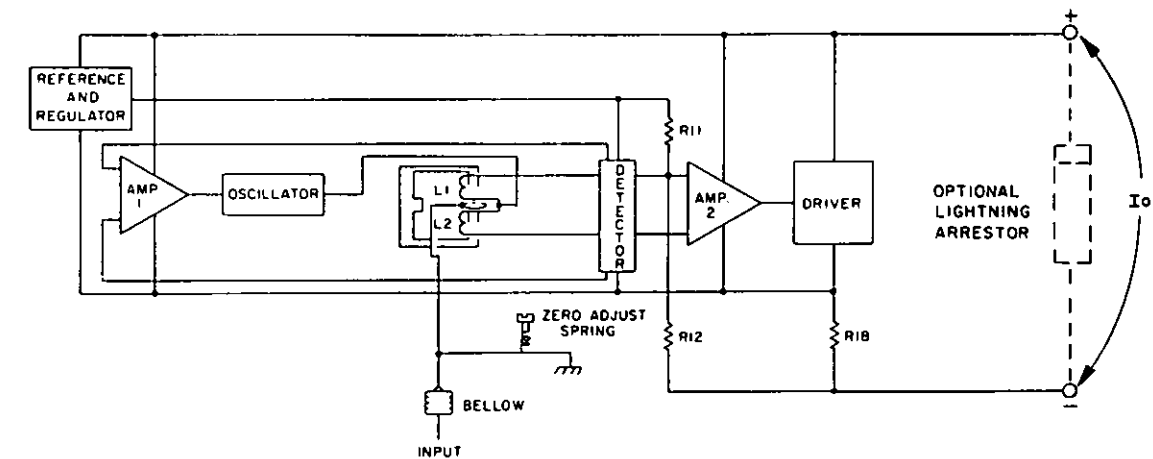 +
REFERENCE
AND
REGULATOR
R11
AMP
1
OSCILLATOR
L1
L2
DETECTOR
AMP.
2
DRIVER
OPTIONAL
LIGHTNING
ARRESTOR
Io
ZERO ADJUST
SPRING
R12
R18
BELLOW
INPUT
–